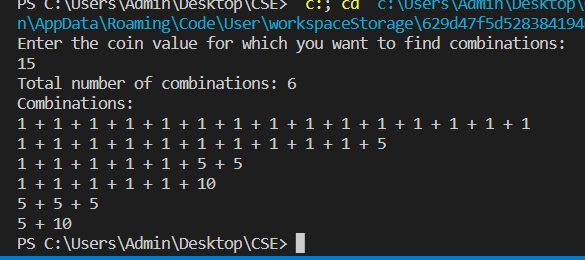 PS C:\Users\Admin\Desktop\CSE>  c:; cd 'c:\Users\Admin\Desktop\
n\AppData\Roaming\Code\User\workspaceStorage\629d47f5d528384194
Enter the coin value for which you want to find combinations:
15
Total number of combinations: 6
Combinations:
1 + 1 + 1 + 1 + 1 + 1 + 1 + 1 + 1 + 1 + 1 + 1 + 1 + 1 + 1
1 + 1 + 1 + 1 + 1 + 1 + 1 + 1 + 1 + 1 + 5
1 + 1 + 1 + 1 + 1 + 5 + 5
1 + 1 + 1 + 1 + 1 + 10
5 + 5 + 5
5 + 10
PS C:\Users\Admin\Desktop\CSE>